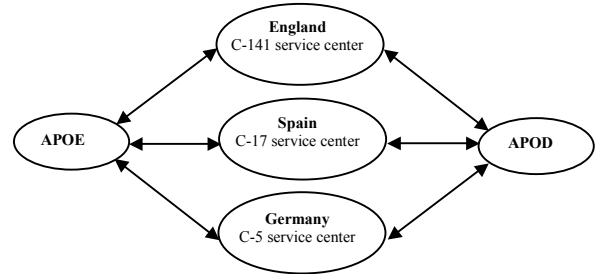 England
C-141 service center
APOE
Spain
C-17 service center
APOD
Germany
C-5 service center